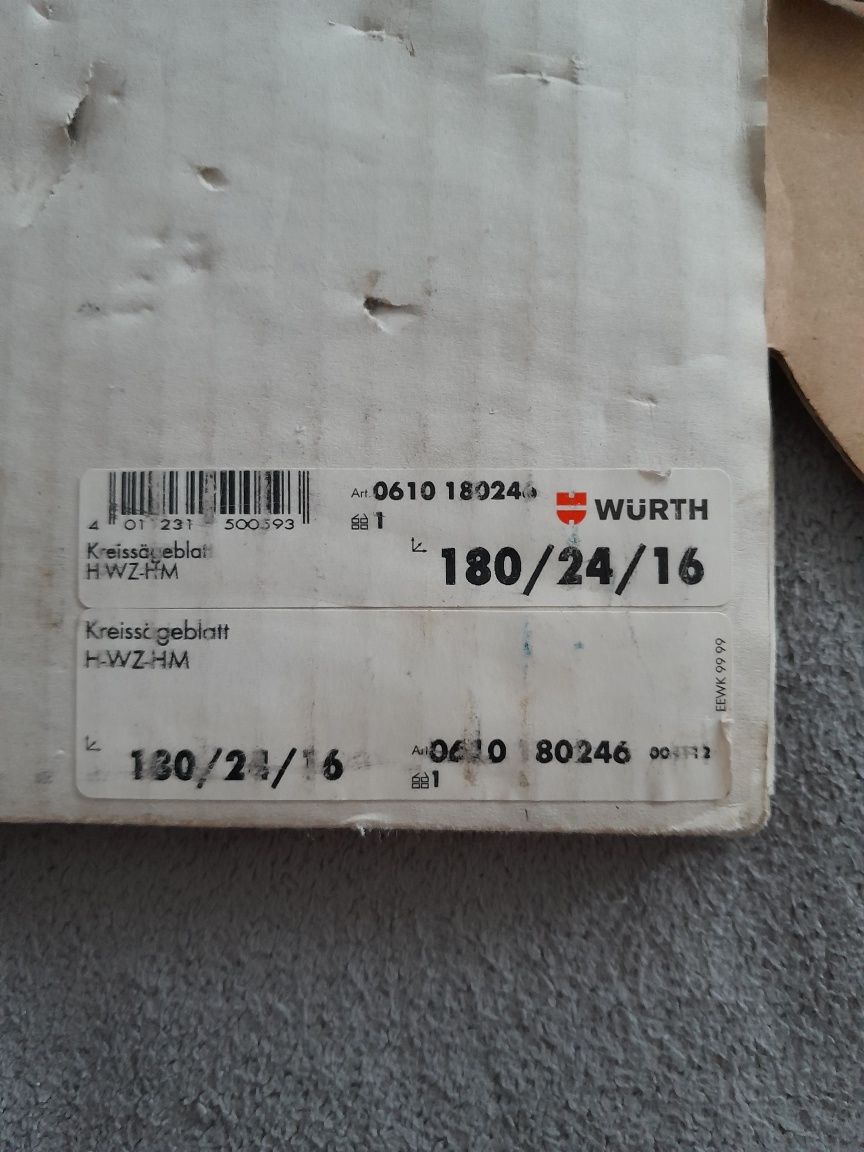 Art. 0610 180246
WÜRTH
4 011231 500593
1
Kreissägeblatt
H-WZ-HM
180/24/16
Kreissägeblatt
H-WZ-HM
EEWK 99 99
180/24/16
Art. 0610 180246
1